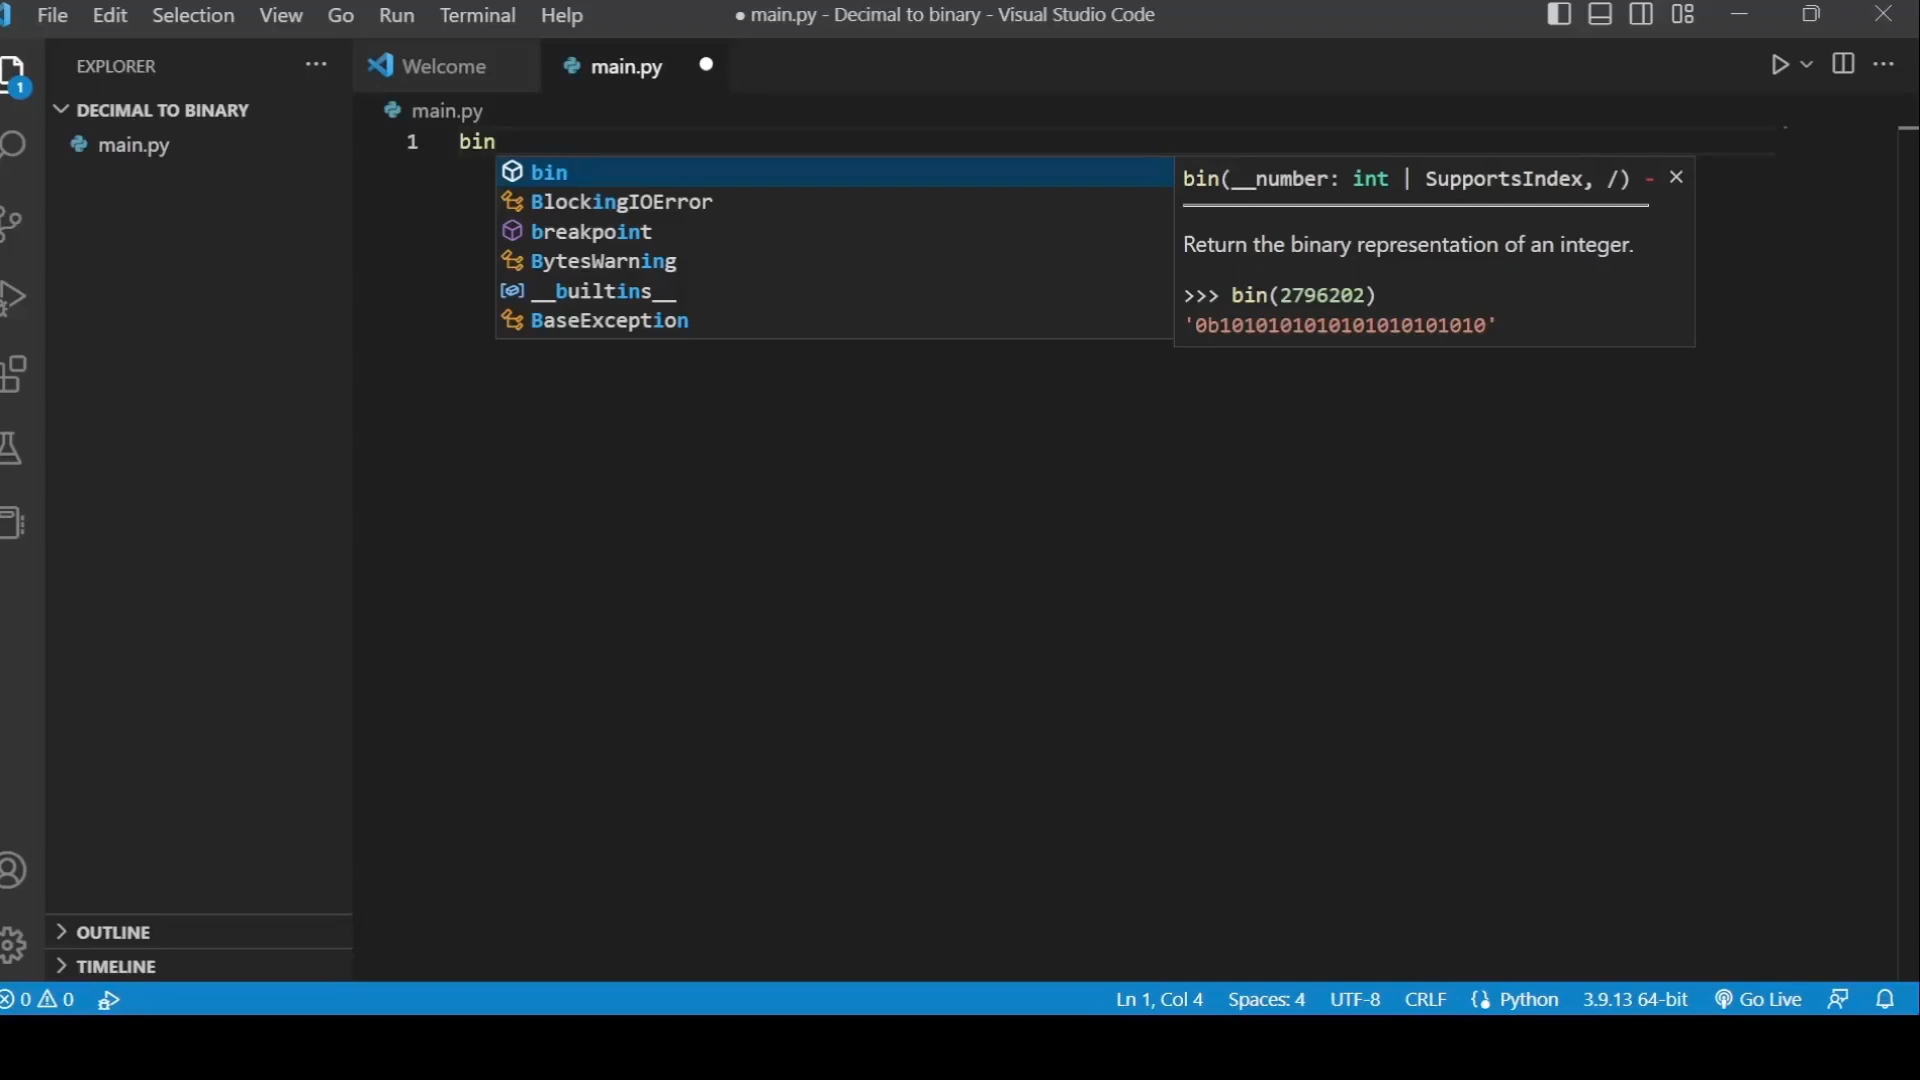 File Edit Selection View Go Run Terminal Help
● main.py - Decimal to binary - Visual Studio Code
EXPLORER
Welcome
main.py
1
DECIMAL TO BINARY
main.py
main.py
1 bin
bin
BlockingIOError
breakpoint
BytesWarning
__builtins__
BaseException
bin(__number: int | SupportsIndex, /) -
Return the binary representation of an integer.
>>> bin(2796202)
'0b1010101010101010101010'
OUTLINE
TIMELINE
0 0
Ln 1, Col 4 Spaces: 4 UTF-8 CRLF Python 3.9.13 64-bit Go Live